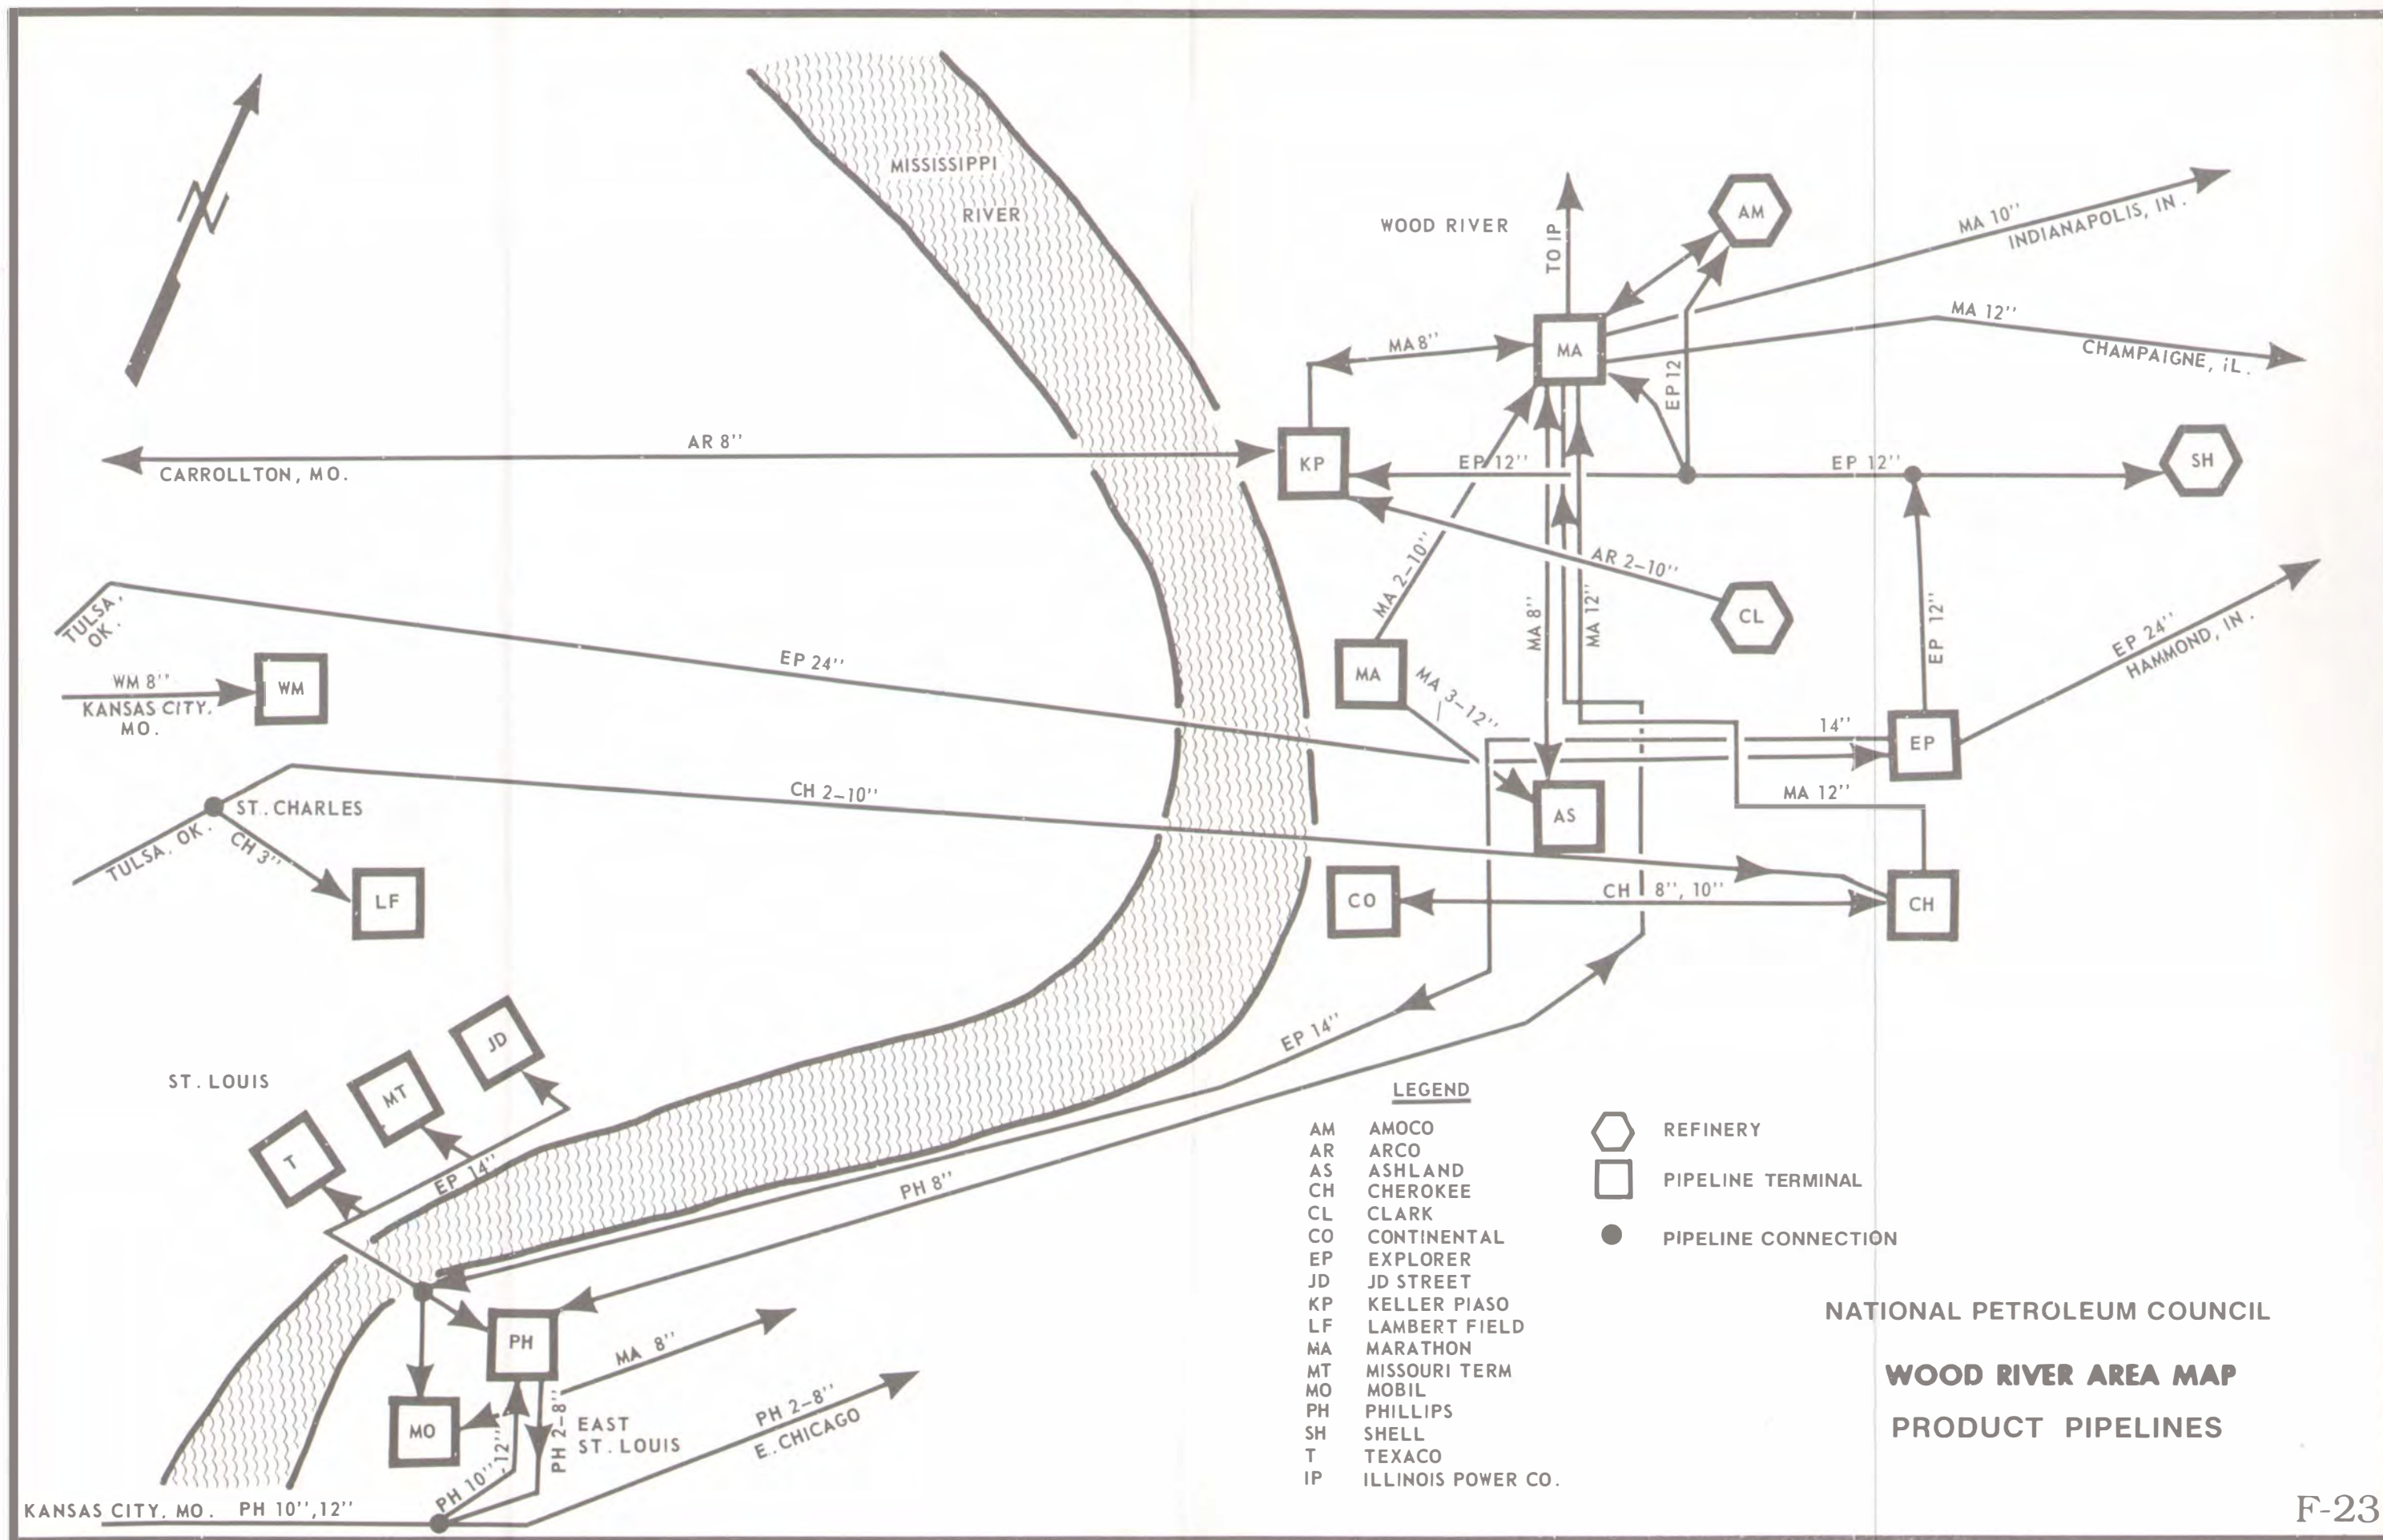 N
MISSISSIPPI
RIVER
WOOD RIVER
TO IP
AM
MA 10''
INDIANAPOLIS, IN.
MA 8''
MA
MA 12''
CHAMPAIGNE, iL.
EP 12
AR 8''
CARROLLTON, MO.
KP
EP 12''
EP 12''
SH
MA 2–10''
AR 2–10''
CL
MA 8''
MA 12''
EP 12''
EP 24''
HAMMOND, IN.
TULSA,
OK.
EP 24''
WM 8''
KANSAS CITY.
MO.
WM
MA
MA 3–12''
14''
EP
CH 2–10''
ST. CHARLES
TULSA, OK.
CH 3''
LF
AS
MA 12''
CO
CH 8'', 10''
CH
JD
MT
T
ST. LOUIS
EP 14''
EP 14''
PH 8''
PH
MA 8''
MO
PH 10'', 12''
PH 2–8''
EAST
ST. LOUIS
PH 2–8''
E. CHICAGO
KANSAS CITY, MO. PH 10'',12''
LEGEND
AM AMOCO
AR ARCO
AS ASHLAND
CH CHEROKEE
CL CLARK
CO CONTINENTAL
EP EXPLORER
JD JD STREET
KP KELLER PIASO
LF LAMBERT FIELD
MA MARATHON
MT MISSOURI TERM
MO MOBIL
PH PHILLIPS
SH SHELL
T TEXACO
IP ILLINOIS POWER CO.
REFINERY
PIPELINE TERMINAL
PIPELINE CONNECTION
NATIONAL PETROLEUM COUNCIL
WOOD RIVER AREA MAP
PRODUCT PIPELINES
F-23